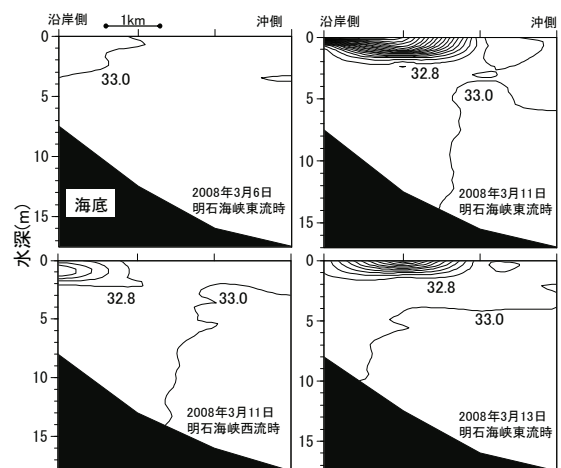 沿岸側 1km 沖側
0
5
10
15
33.0
海底
2008年3月6日
明石海峡東流時
沿岸側 沖側
0
5
10
15
32.8
33.0
2008年3月11日
明石海峡東流時
水深(m)
0
5
10
15
32.8
33.0
2008年3月11日
明石海峡西流時
0
5
10
15
32.8
33.0
2008年3月13日
明石海峡東流時